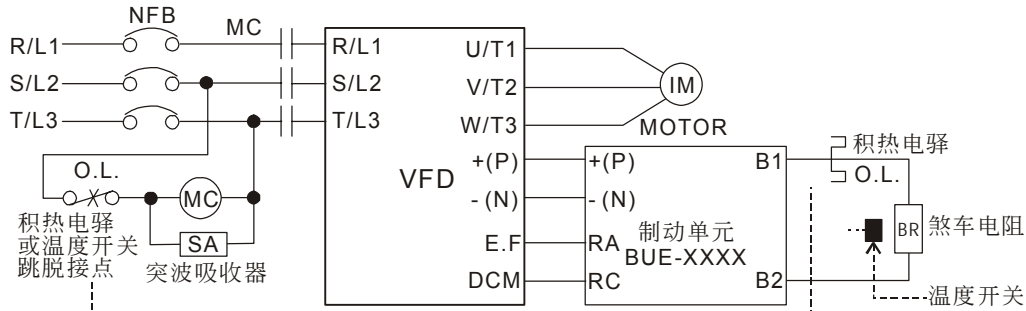 NFB
MC
R/L1
R/L1
U/T1
S/L2
S/L2
V/T2
IM
T/L3
T/L3
W/T3
MOTOR
VFD
+(P)
+(P)
B1
积热电驿
O.L.
O.L.
MC
-(N)
-(N)
积热电驿
或温度开关
跳脱接点
SA
突波吸收器
E.F
RA
制动单元
BUE-XXXX
BR
煞车电阻
DCM
RC
B2
温度开关